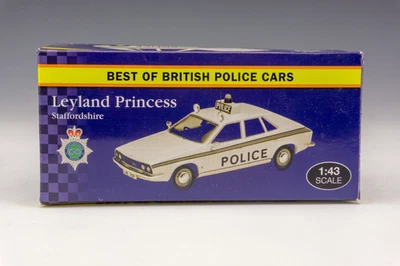 BEST OF BRITISH POLICE CARS
Leyland Princess
Staffordshire
POLICE
POLICE
1:43
SCALE